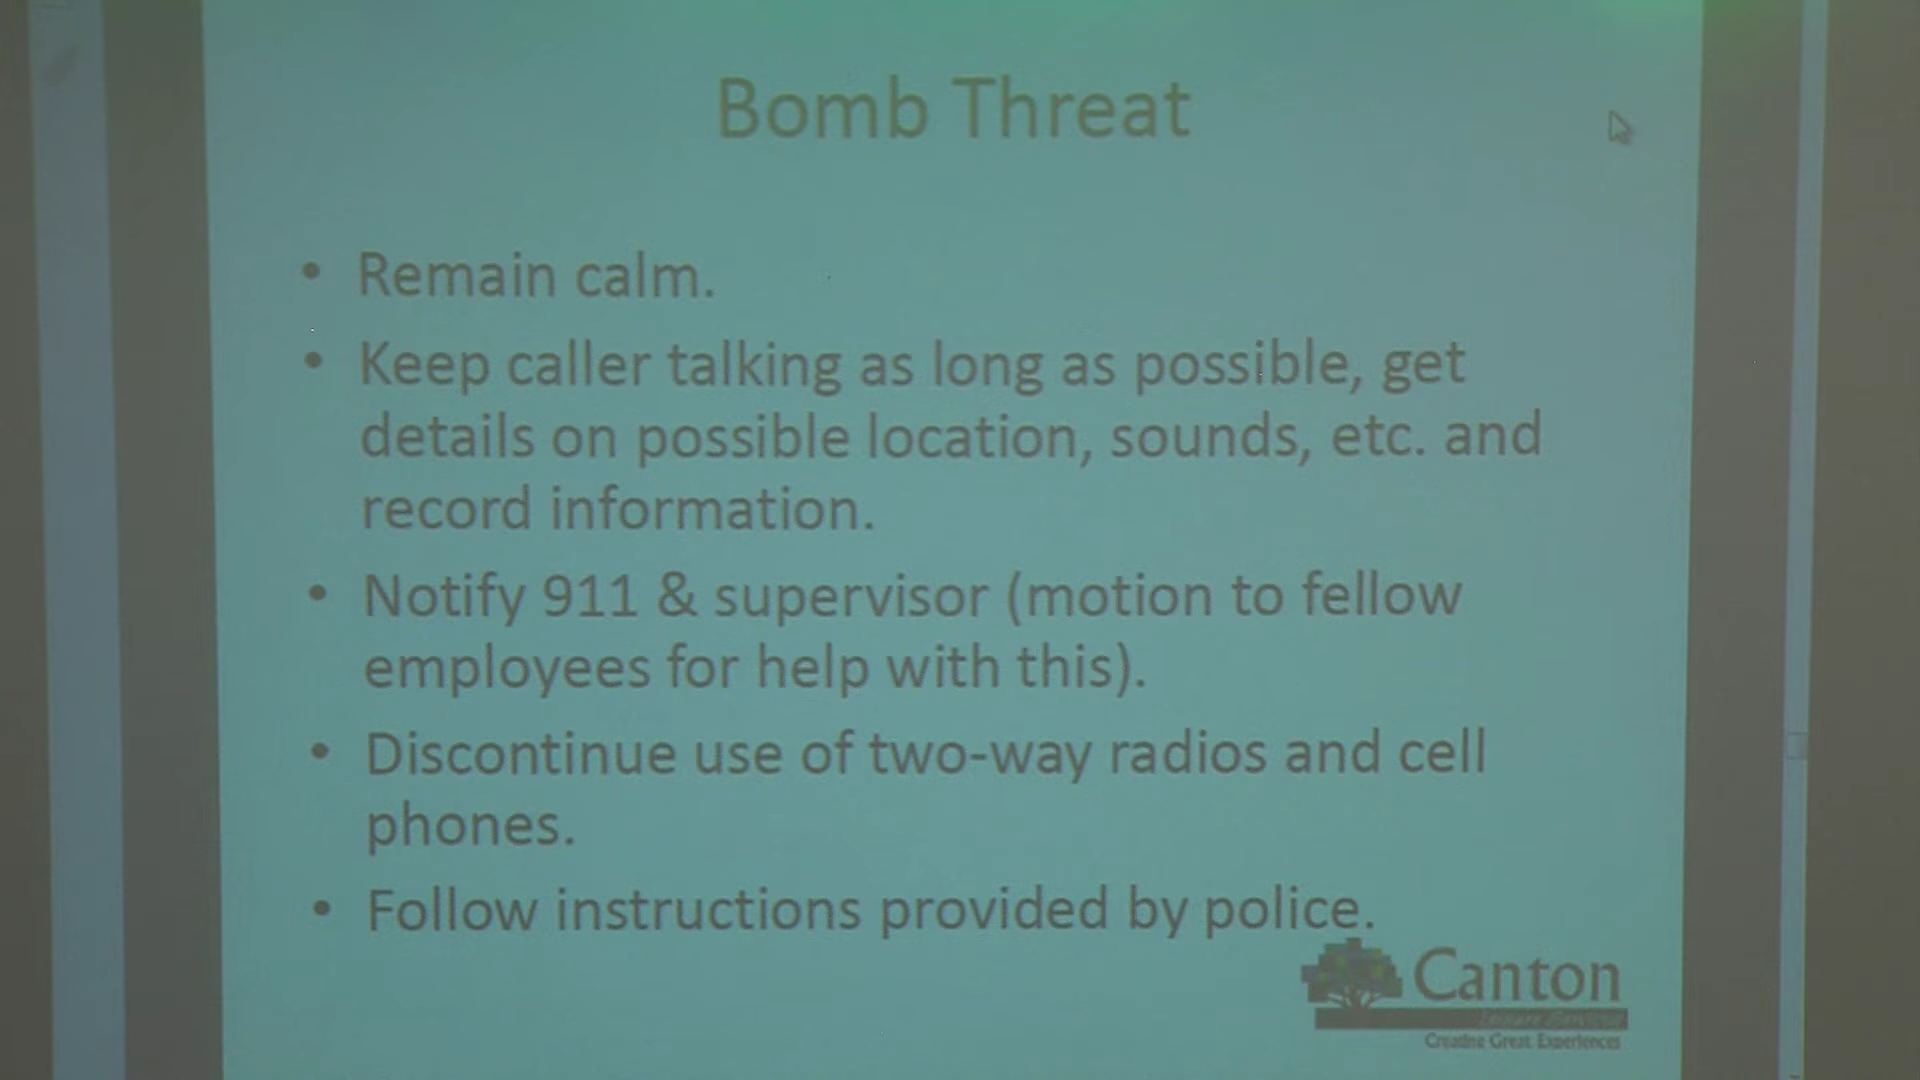 Bomb Threat
• Remain calm.
• Keep caller talking as long as possible, get
details on possible location, sounds, etc. and
record information.
• Notify 911 & supervisor (motion to fellow
employees for help with this).
• Discontinue use of two-way radios and cell
phones.
• Follow instructions provided by police.
Canton
Leisure Services
Creating Great Experiences